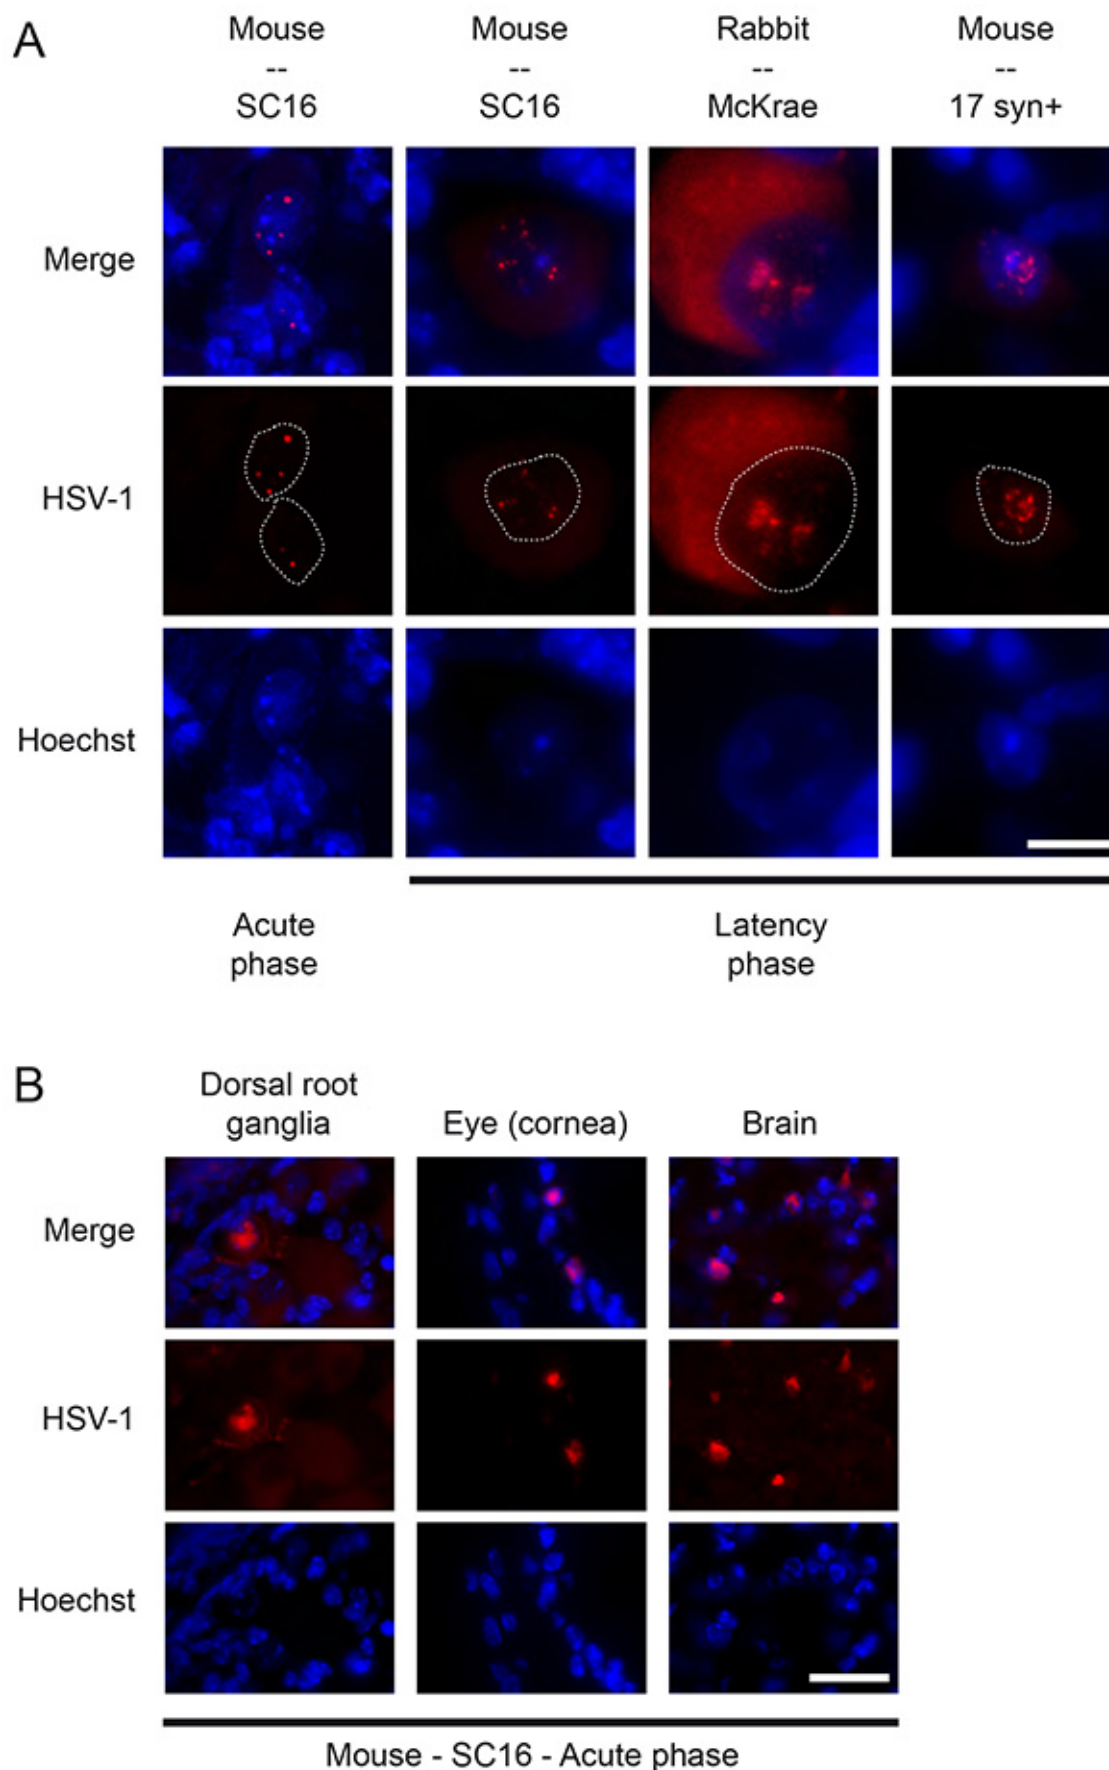 A
Mouse
--
SC16
Mouse
--
SC16
Rabbit
--
McKrae
Mouse
--
17 syn+
Merge
HSV-1
Hoechst
Acute
phase
Latency
phase
B
Dorsal root
ganglia
Eye (cornea)
Brain
Merge
HSV-1
Hoechst
Mouse - SC16 - Acute phase